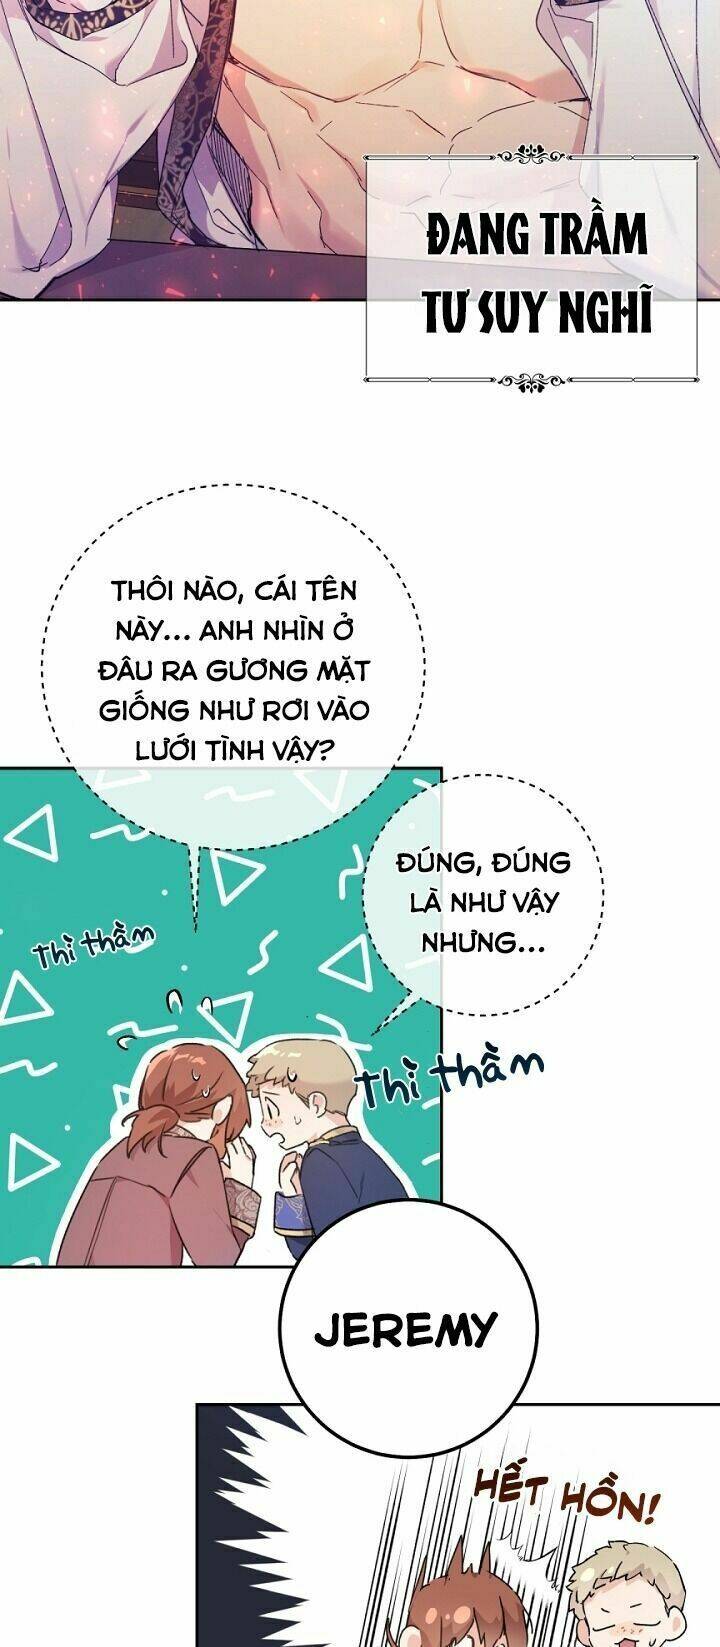 ĐANG TRẦM
TƯ SUY NGHĨ
THÔI NÀO, CÁI TÊN
NÀY... ANH NHÌN Ở
ĐÂU RA GƯƠNG MẶT
GIỐNG NHƯ RƠI VÀO
LƯỚI TÌNH VẬY?
ĐÚNG, ĐÚNG
LÀ NHƯ VẬY
NHƯNG...
Thì thầm
Thì thầm
JEREMY
HẾT HỒN!